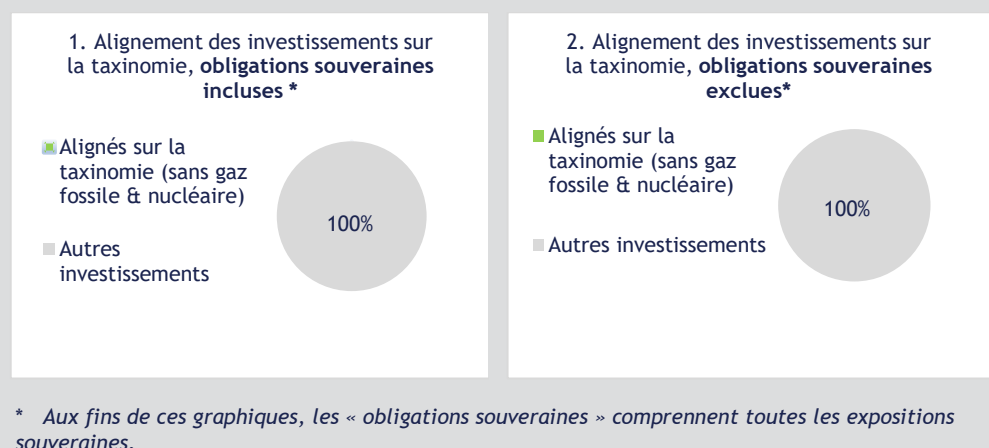 1. Alignement des investissements sur
la taxinomie, obligations souveraines
incluses *
Alignés sur la
taxinomie (sans gaz
fossile & nucléaire)
Autres
investissements
100%
2. Alignement des investissements sur
la taxinomie, obligations souveraines
exclues*
Alignés sur la
taxinomie (sans gaz
fossile & nucléaire)
Autres investissements
100%
* Aux fins de ces graphiques, les « obligations souveraines » comprennent toutes les expositions
souveraines.